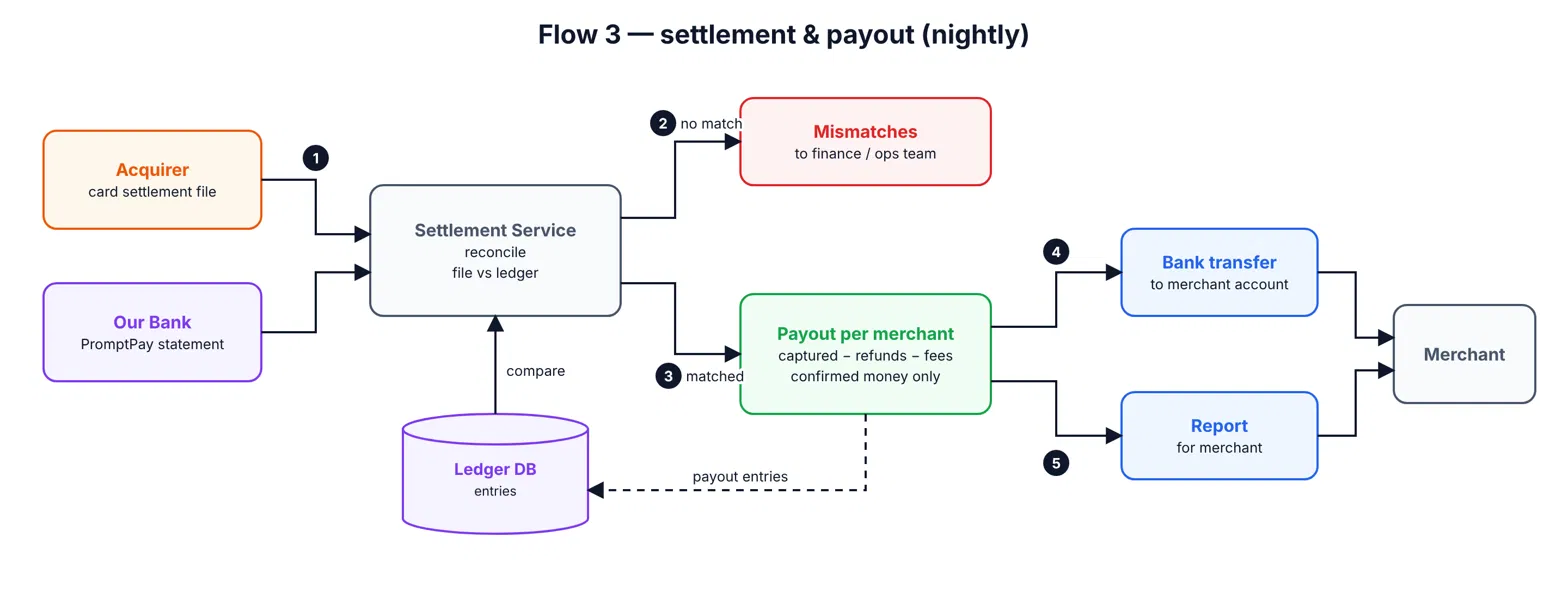 Flow 3 — settlement & payout (nightly)
1
Acquirer
card settlement file
Our Bank
PromptPay statement
Settlement Service
reconcile
file vs ledger
compare
Ledger DB
entries
2 no match
Mismatches
to finance / ops team
3 matched
Payout per merchant
captured − refunds − fees
confirmed money only
payout entries
4
Bank transfer
to merchant account
5
Report
for merchant
Merchant